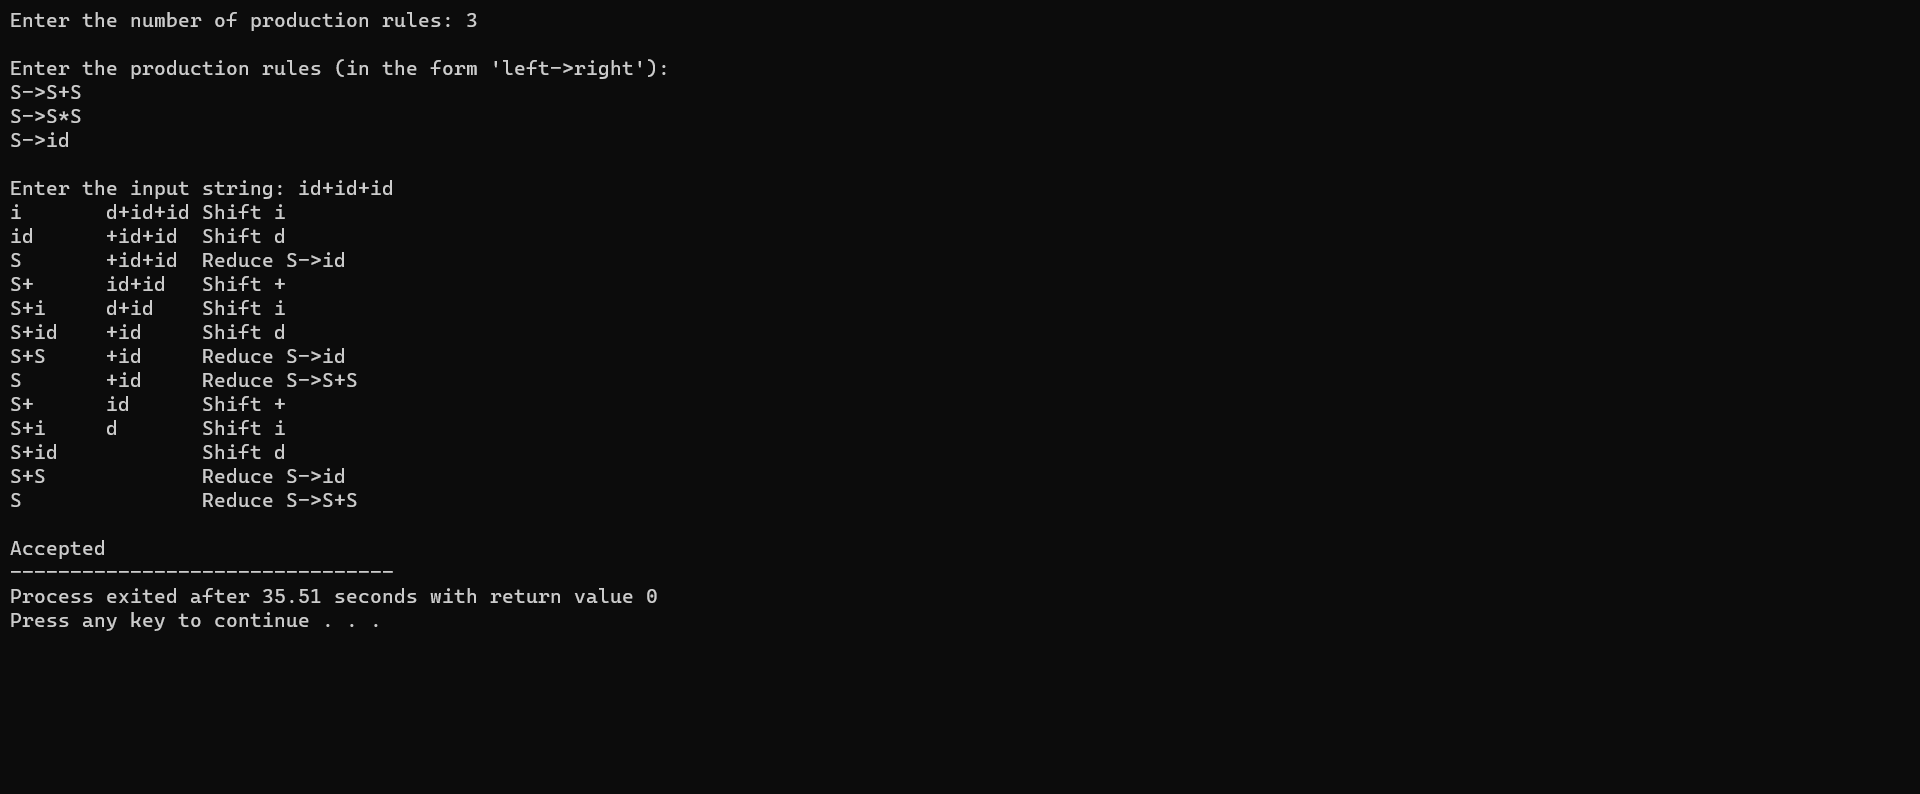 Enter the number of production rules: 3
Enter the production rules (in the form 'left->right'):
S->S+S
S->S*S
S->id
Enter the input string: id+id+id
i       d+id+id Shift i
id      +id+id  Shift d
S       +id+id  Reduce S->id
S+      id+id   Shift +
S+i     d+id    Shift i
S+id    +id     Shift d
S+S     +id     Reduce S->id
S       +id     Reduce S->S+S
S+      id      Shift +
S+i     d       Shift i
S+id            Shift d
S+S             Reduce S->id
S               Reduce S->S+S
Accepted
--------------------------------
Process exited after 35.51 seconds with return value 0
Press any key to continue . . .